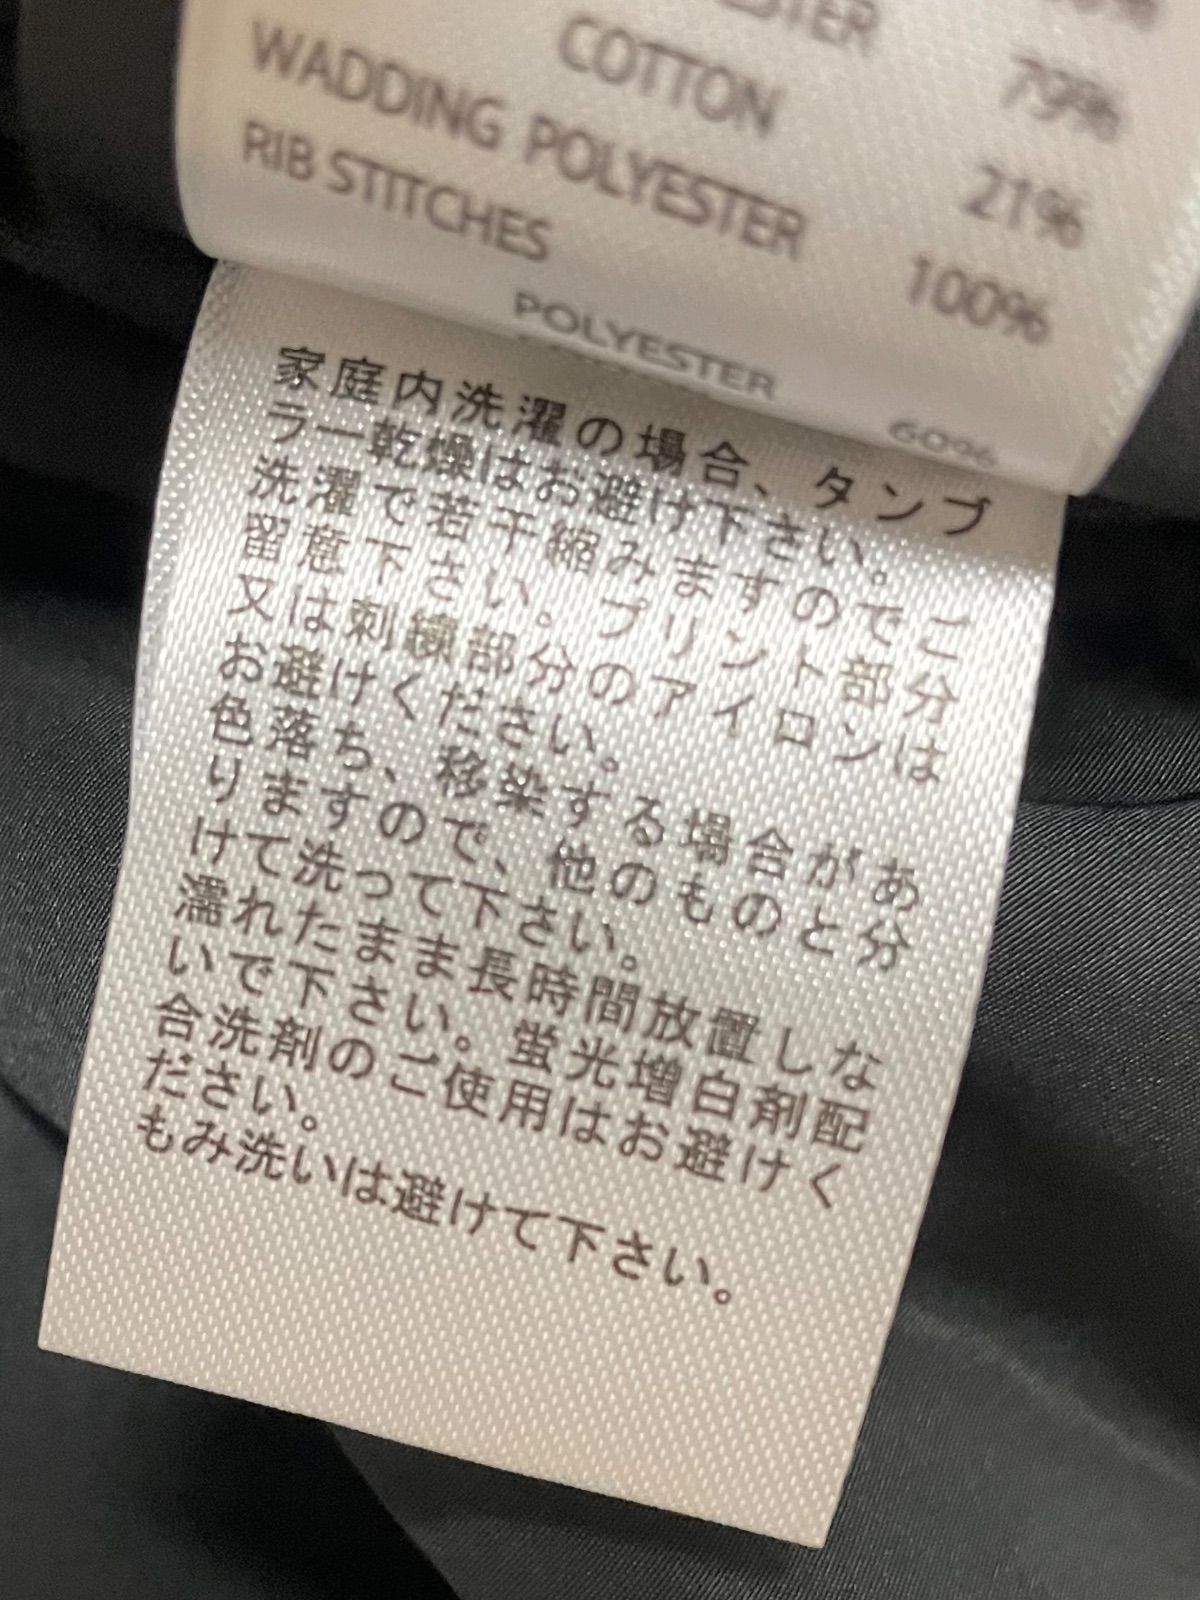 ESTER 79%
COTTON 21%
WADDING POLYESTER 100%
RIB STITCHES
POLYESTER 60%
家庭内洗濯の場合、タンブ
ラー乾燥はお避け下さい。
洗濯で若干縮みますのでご
留意下さい。プリント部分
又は刺繍部分のアイロンは
お避けください。
色落ち、移染する場合があ
りますので、他のものと分
けて洗って下さい。
濡れたまま長時間放置しな
いで下さい。蛍光増白剤配
合洗剤のご使用はお避けく
ださい。
もみ洗いは避けて下さい。